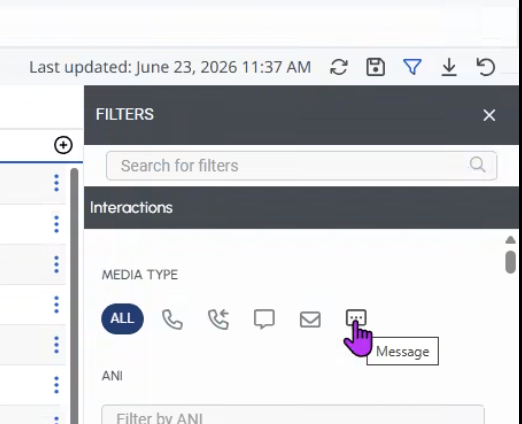 Last updated: June 23, 2026 11:37 AM
FILTERS
Search for filters
Interactions
MEDIA TYPE
ALL
Message
ANI
Filter by ANI